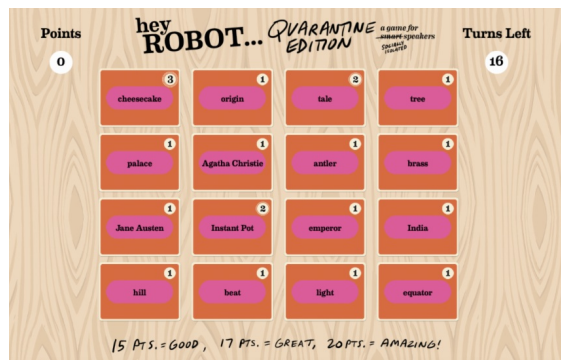 Points
0
hey
ROBOT...
QUARANTINE
EDITION
a game for
smart speakers
SOCIALLY
ISOLATED
Turns Left
16
3
cheesecake
1
origin
2
tale
1
tree
1
palace
1
Agatha Christie
1
antler
1
brass
1
Jane Austen
2
Instant Pot
1
emperor
1
India
1
hill
1
beat
1
light
1
equator
15 PTS. = GOOD, 17 PTS. = GREAT, 20 PTS. = AMAZING!